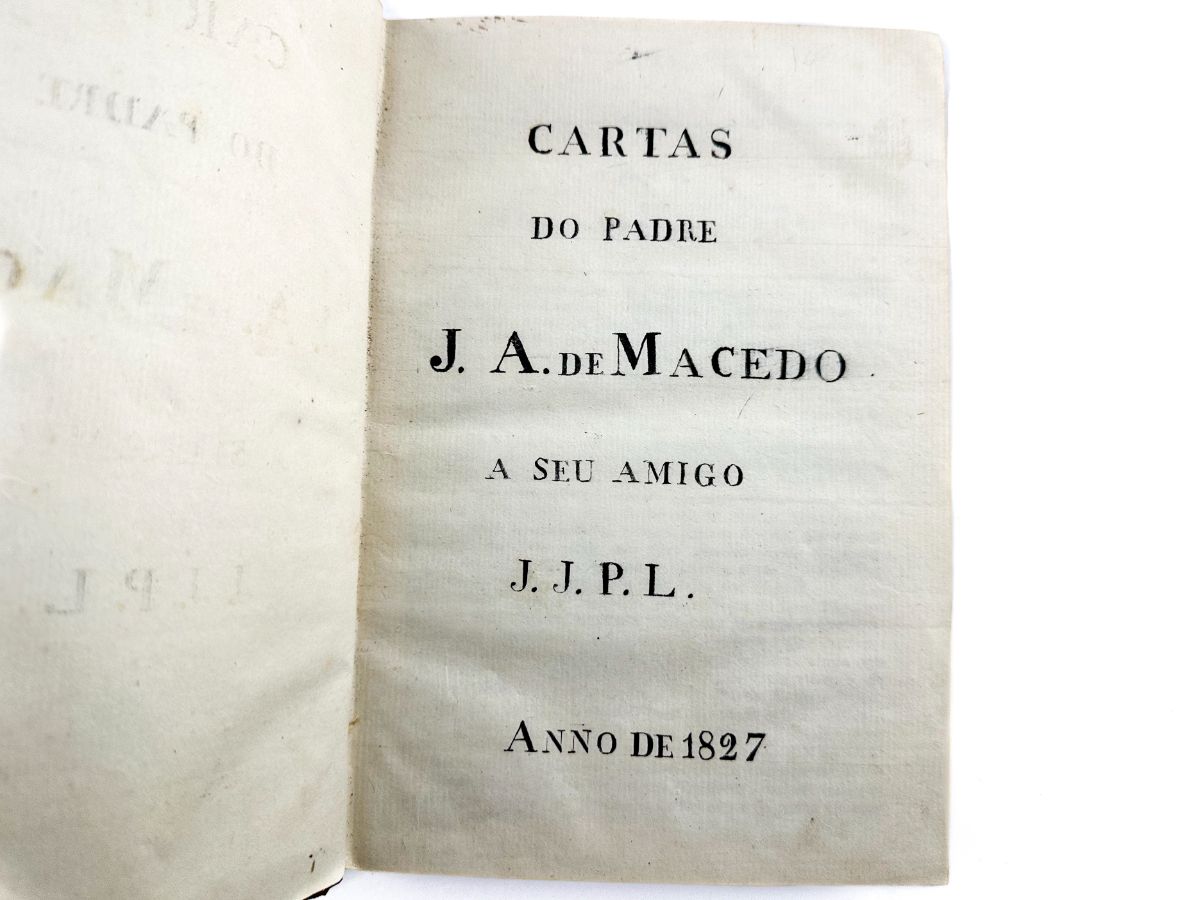 CARTAS
DO PADRE
J. A. DE MACEDO
A SEU AMIGO
J. J. P. L.
ANNO DE 1827